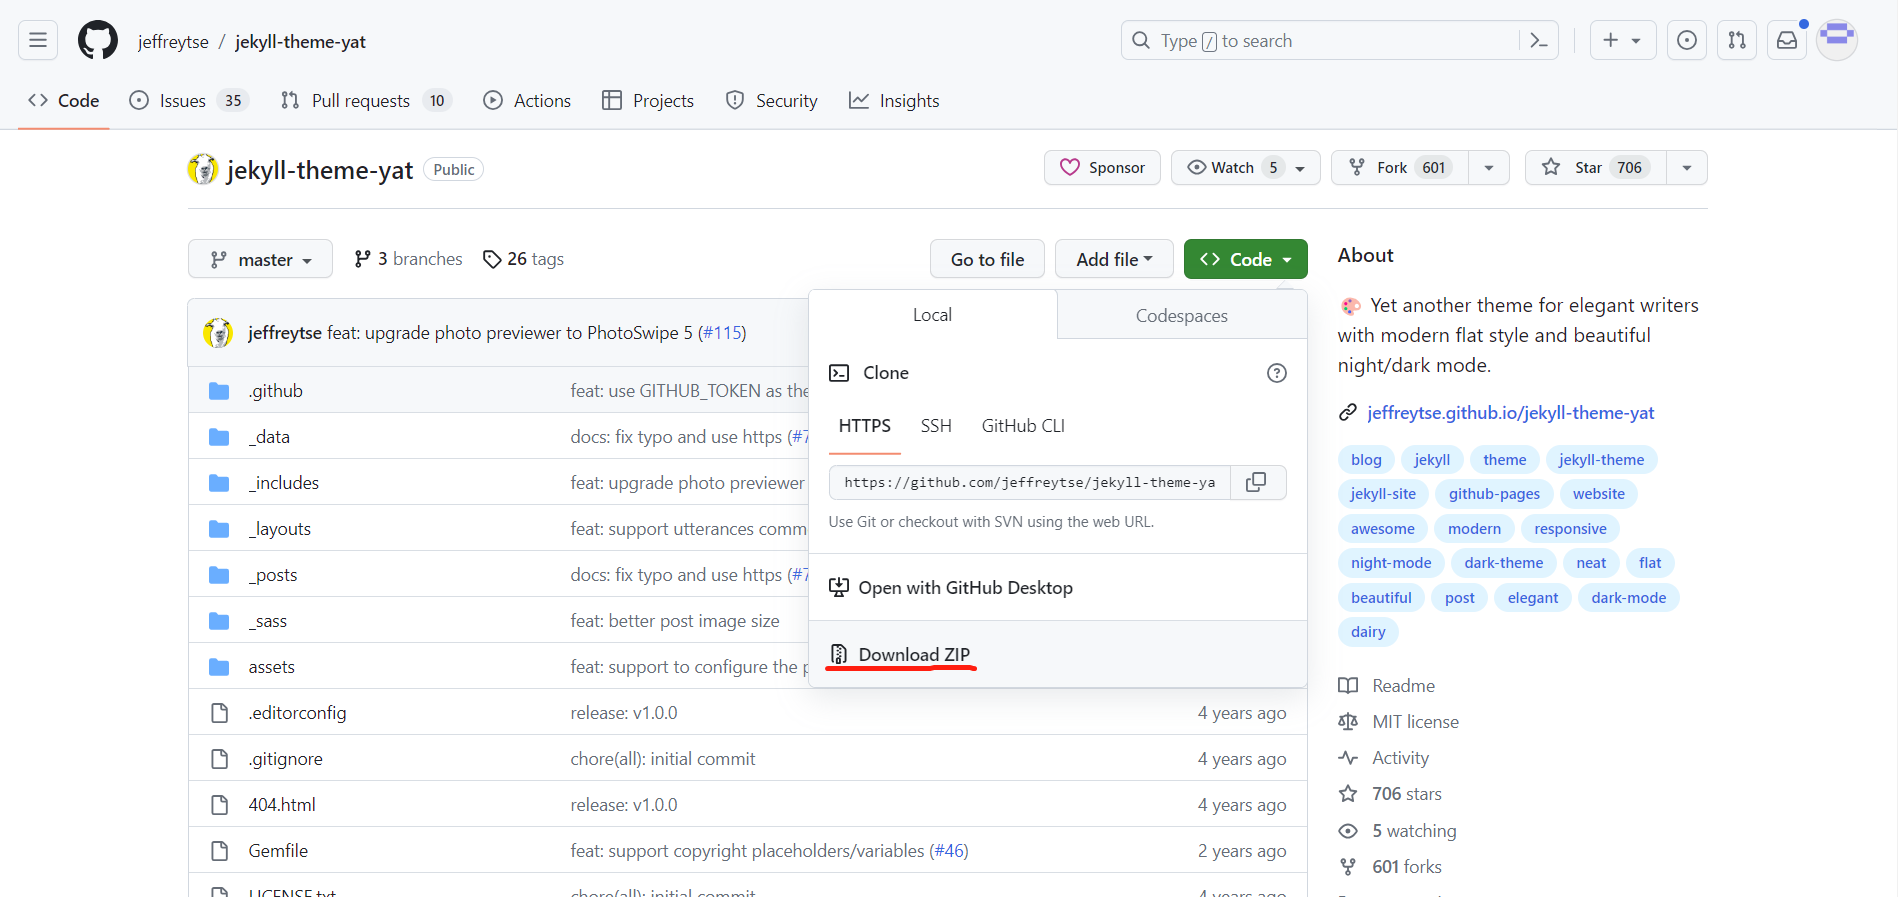 jeffreytse / jekyll-theme-yat
Type / to search
Code
Issues 35
Pull requests 10
Actions
Projects
Security
Insights
jekyll-theme-yat Public
Sponsor
Watch 5
Fork 601
Star 706
master
3 branches
26 tags
Go to file
Add file
Code
jeffreytse feat: upgrade photo previewer to PhotoSwipe 5 (#115)
.github feat: use GITHUB_TOKEN as the
_data docs: fix typo and use https (#7
_includes feat: upgrade photo previewer
_layouts feat: support utterances comm
_posts docs: fix typo and use https (#7
_sass feat: better post image size
assets feat: support to configure the p
.editorconfig release: v1.0.0 4 years ago
.gitignore chore(all): initial commit 4 years ago
404.html release: v1.0.0 4 years ago
Gemfile feat: support copyright placeholders/variables (#46) 2 years ago
LICENSE.txt chore(all): initial commit 4 years ago
Local
Codespaces
Clone
HTTPS SSH GitHub CLI
https://github.com/jeffreytse/jekyll-theme-ya
Use Git or checkout with SVN using the web URL.
Open with GitHub Desktop
Download ZIP
About
Yet another theme for elegant writers
with modern flat style and beautiful
night/dark mode.
jeffreytse.github.io/jekyll-theme-yat
blog jekyll theme jekyll-theme
jekyll-site github-pages website
awesome modern responsive
night-mode dark-theme neat flat
beautiful post elegant dark-mode
dairy
Readme
MIT license
Activity
706 stars
5 watching
601 forks